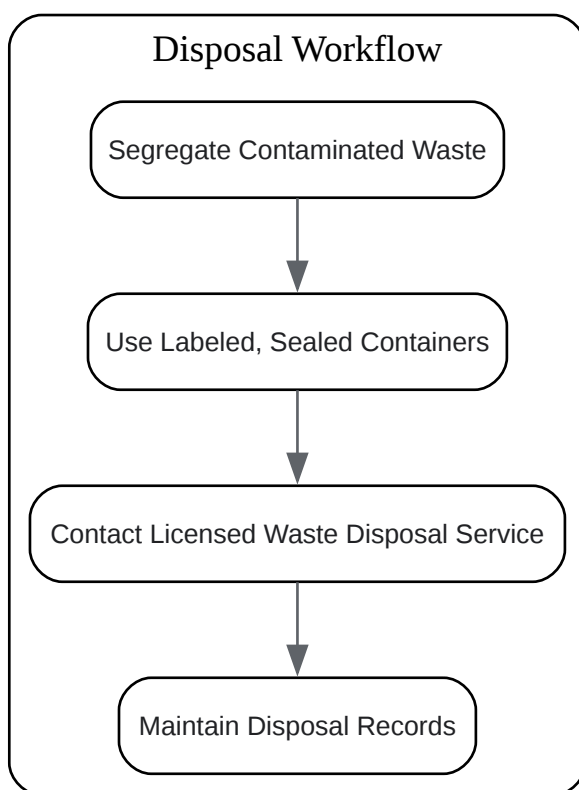 Disposal Workflow
Segregate Contaminated Waste
Use Labeled, Sealed Containers
Contact Licensed Waste Disposal Service
Maintain Disposal Records